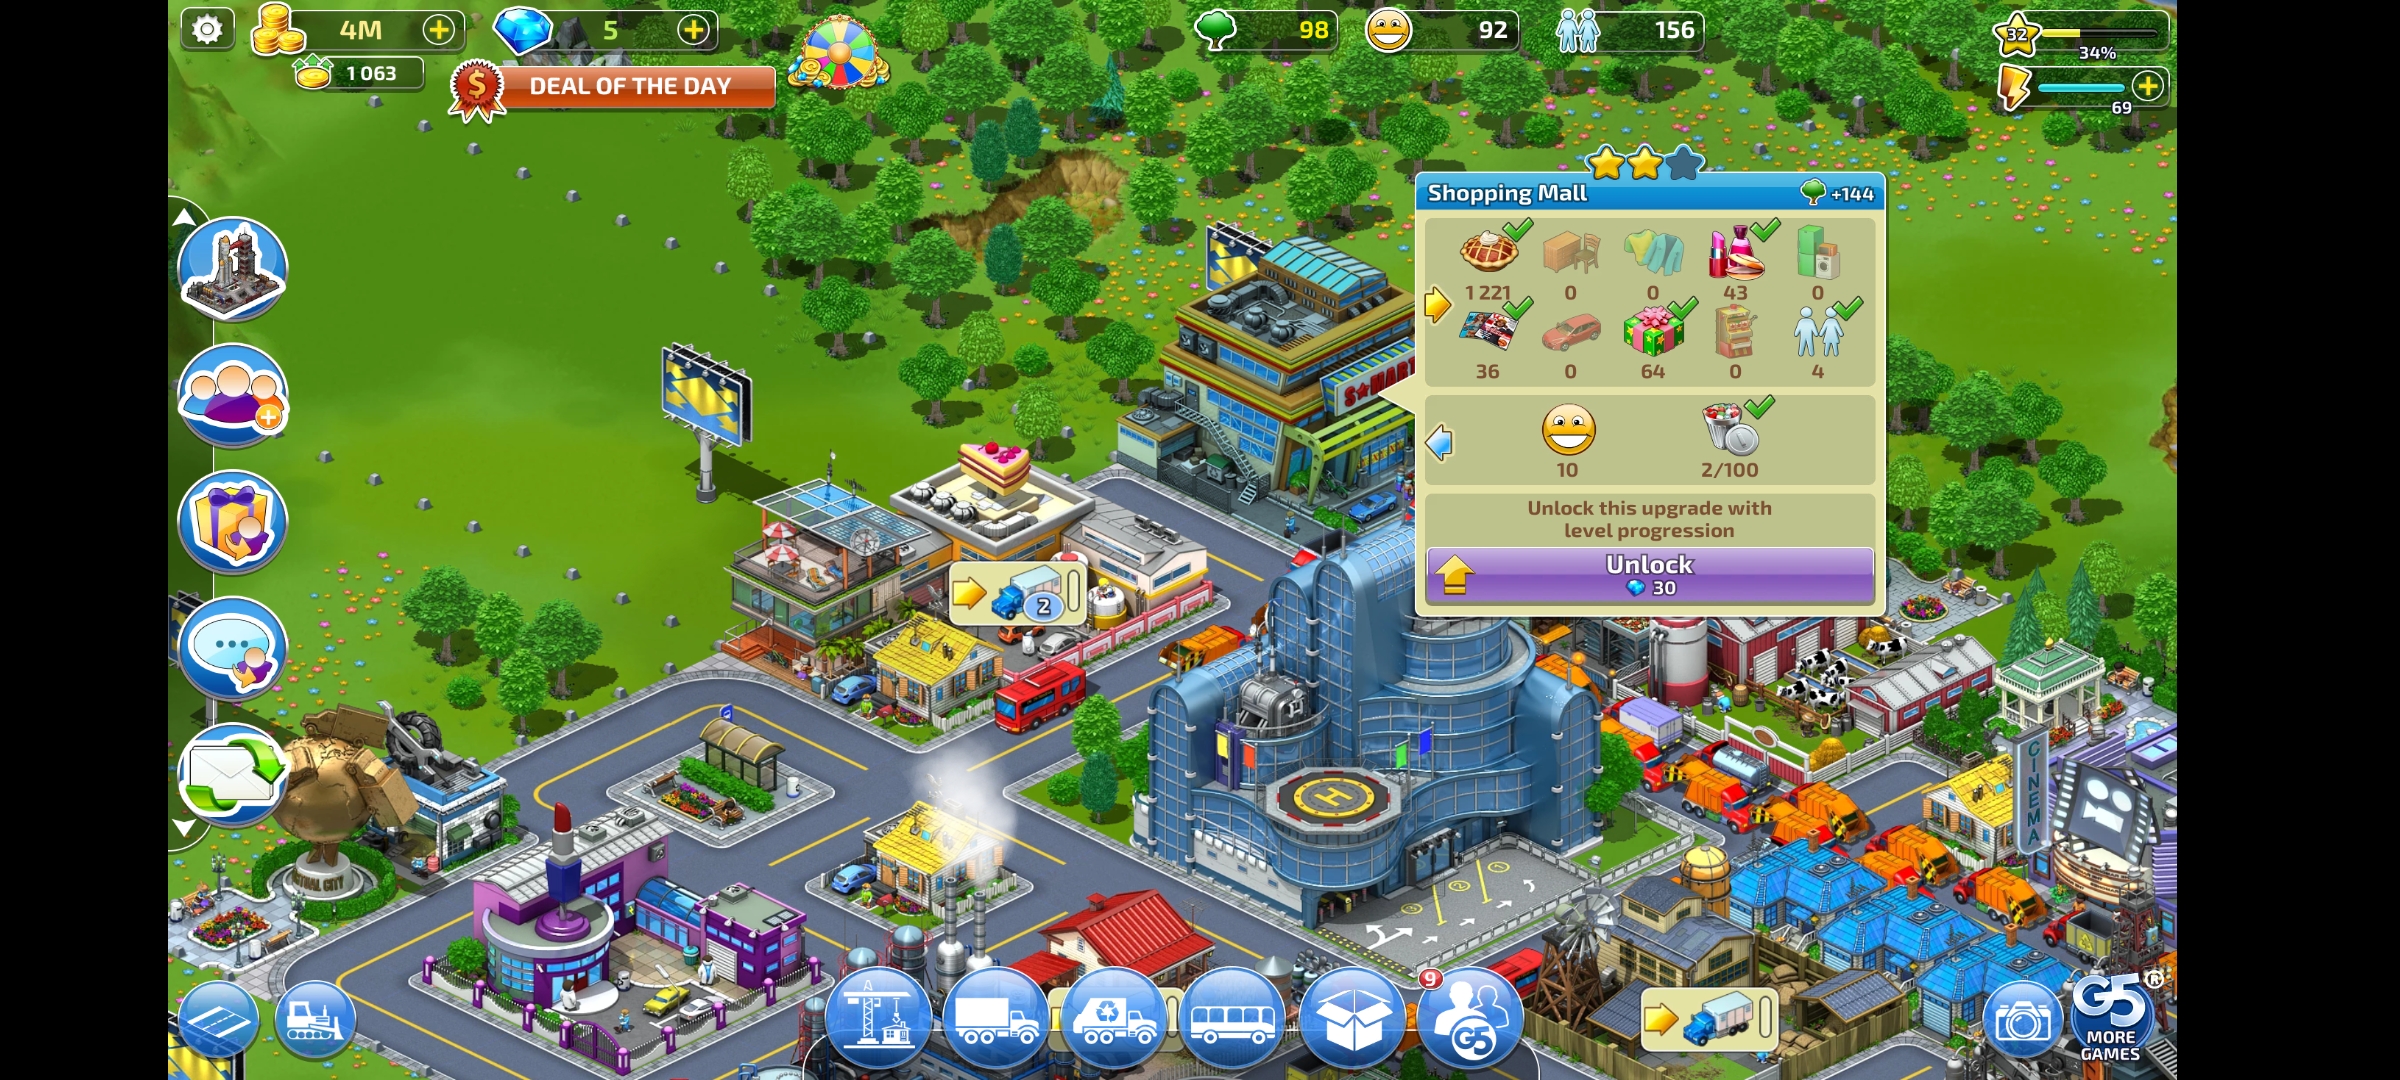 4M
5
98
92
156
32
34%
1 063
DEAL OF THE DAY
69
Shopping Mall
+144
1 221
0
0
43
0
36
0
64
0
4
10
2/100
Unlock this upgrade with
level progression
Unlock
30
2
CINEMA
H
9
G5
G5®
MORE
GAMES